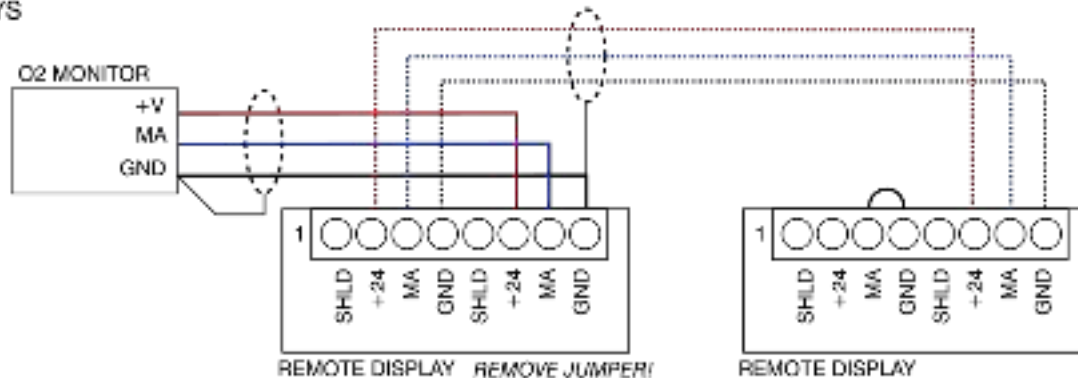 O2 MONITOR
+V
MA
GND
1
SHLD
+24
MA
GND
SHLD
+24
MA
GND
REMOTE DISPLAY REMOVE JUMPER!
1
SHLD
+24
MA
GND
SHLD
+24
MA
GND
REMOTE DISPLAY